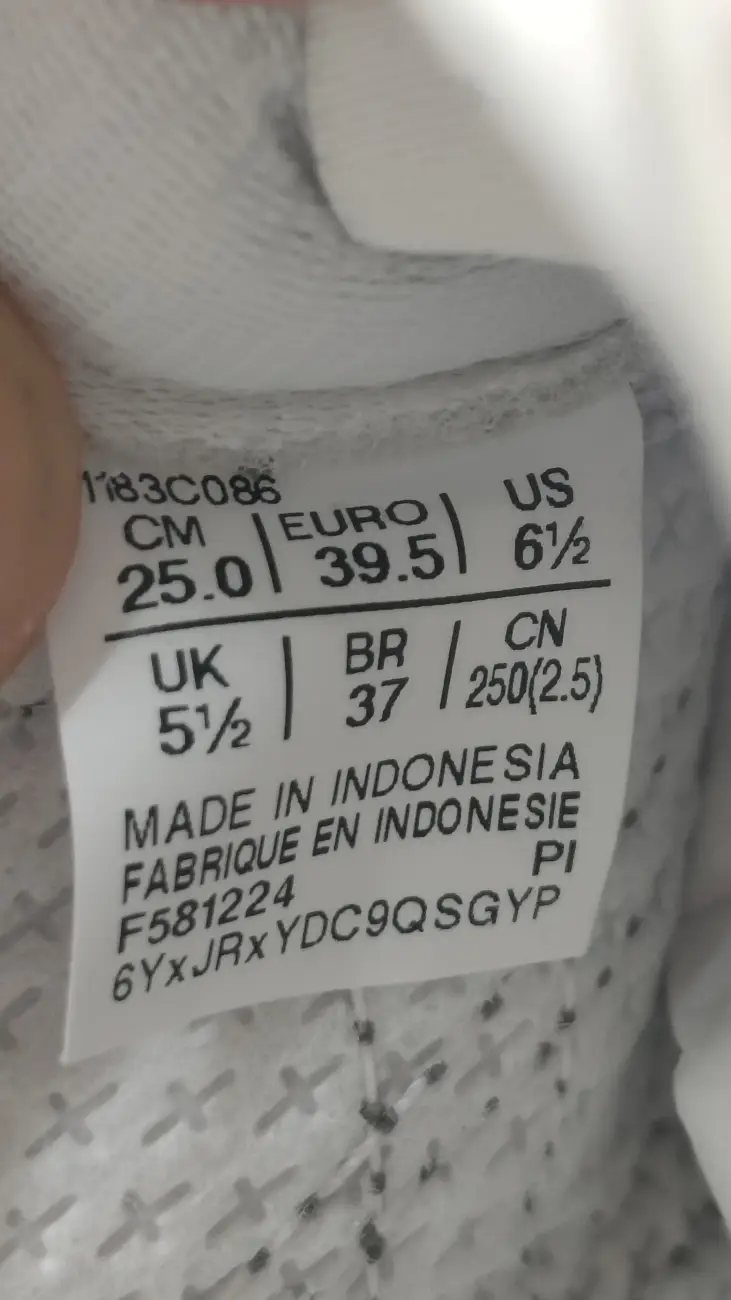 1183C086
CM EURO US
25.0 39.5 6½
UK BR CN
5½ 37 250(2.5)
MADE IN INDONESIA
FABRIQUE EN INDONESIE
PI
F581224
6YxJRxYDC9QSGYP